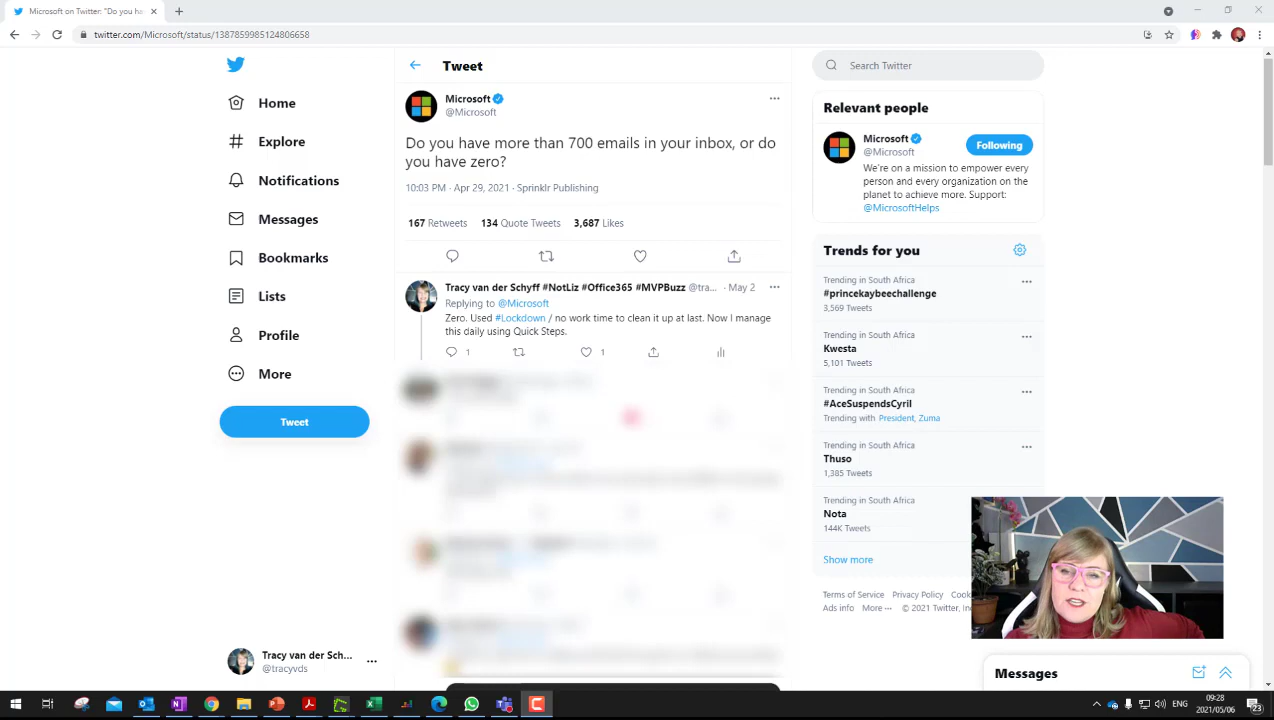 Microsoft on Twitter: "Do you ha
twitter.com/Microsoft/status/1387859985124806658
Home
Explore
Notifications
Messages
Bookmarks
Lists
Profile
More
Tweet
Tracy van der Sch...
@tracyvds
Tweet
Microsoft
@Microsoft
Do you have more than 700 emails in your inbox, or do
you have zero?
10:03 PM · Apr 29, 2021 · Sprinklr Publishing
167 Retweets 134 Quote Tweets 3,687 Likes
Tracy van der Schyff #NotLiz #Office365 #MVPBuzz @tra... · May 2
Replying to @Microsoft
Zero. Used #Lockdown / no work time to clean it up at last. Now I manage
this daily using Quick Steps.
1 1
Search Twitter
Relevant people
Microsoft
@Microsoft
Following
We're on a mission to empower every
person and every organization on the
planet to achieve more. Support:
@MicrosoftHelps
Trends for you
Trending in South Africa
#princekaybeechallenge
3,569 Tweets
Trending in South Africa
Kwesta
5,101 Tweets
Trending in South Africa
#AceSuspendsCyril
Trending with President, Zuma
Trending in South Africa
Thuso
1,385 Tweets
Trending in South Africa
Nota
144K Tweets
Show more
Terms of Service Privacy Policy Cook
Ad info More ··· © 2021 Twitter, In
Messages
ENG
09:28
2021/05/06
23